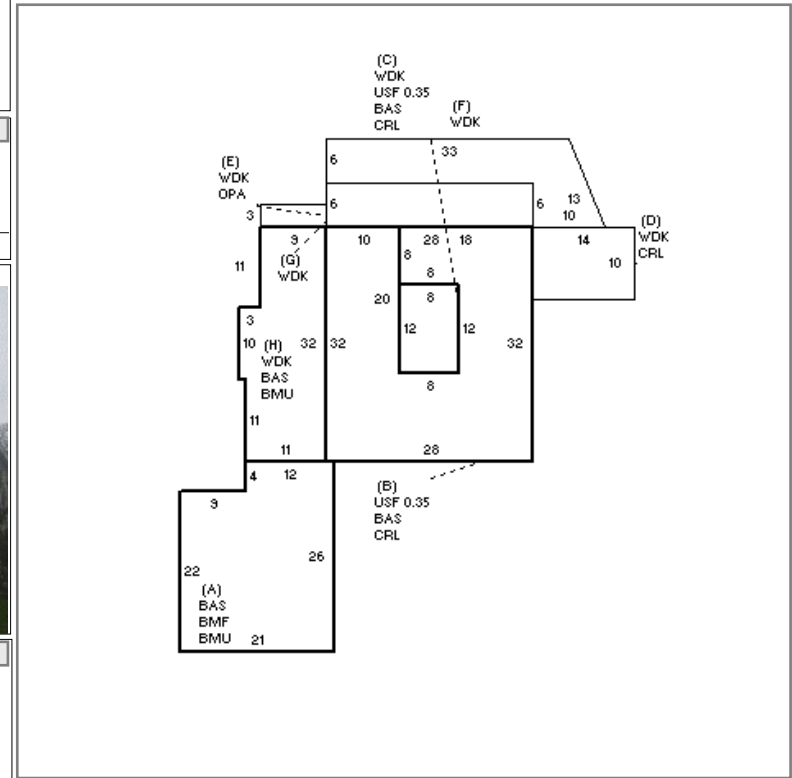 (C)
WDK
USF 0.35
BAS
CRL
(F)
WDK
33
6
(E)
WDK
OPA
6
6
13
10
3
(D)
WDK
CRL
9
10
28
18
14
8
(G)
WDK
11
10
8
8
20
3
12
12
10
(H)
WDK
BAS
BMU
32
32
32
8
11
11
28
4
12
(B)
USF 0.35
BAS
CRL
9
26
22
(A)
BAS
BMF
BMU
21